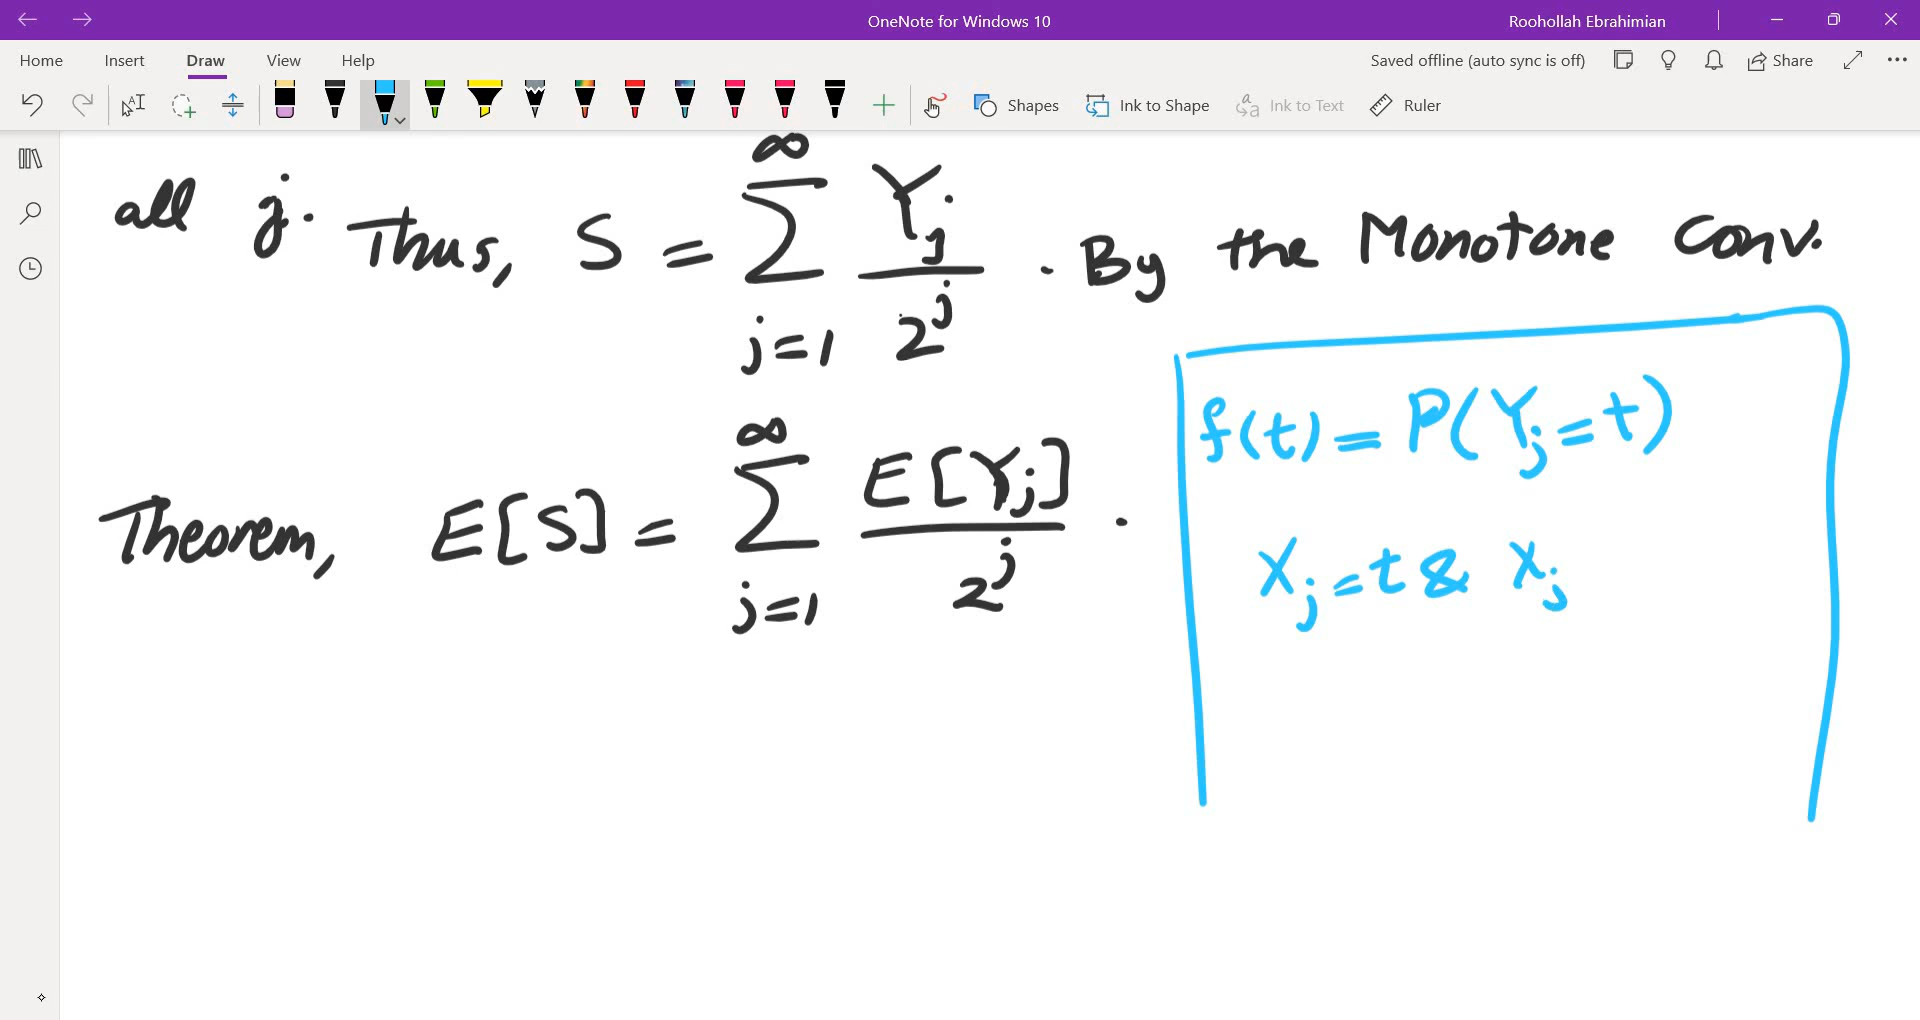 OneNote for Windows 10
Roohollah Ebrahimian
Home Insert Draw View Help
Saved offline (auto sync is off) Share
Shapes Ink to Shape Ink to Text Ruler
all j. Thus, S = ∑_{j=1}^{∞} Y_j / 2^j . By the Monotone Conv.
Theorem, E[S] = ∑_{j=1}^{∞} E[Y_j] / 2^j .
f(t) = P(Y_j = t)
X_j = t & X_j